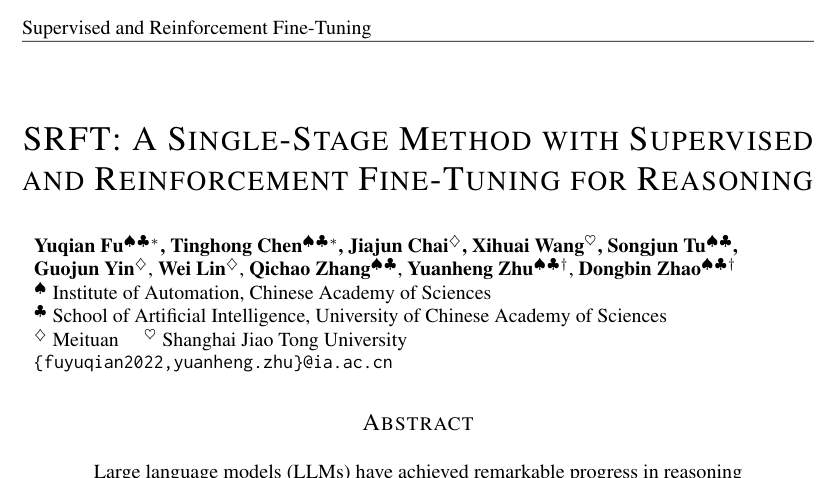 Supervised and Reinforcement Fine-Tuning
SRFT: A SINGLE-STAGE METHOD WITH SUPERVISED
AND REINFORCEMENT FINE-TUNING FOR REASONING
Yuqian Fu♠♣*, Tinghong Chen♠♣*, Jiajun Chai♢, Xihuai Wang♡, Songjun Tu♠♣,
Guojun Yin♢, Wei Lin♢, Qichao Zhang♠♣, Yuanheng Zhu♠♣†, Dongbin Zhao♠♣†
♠ Institute of Automation, Chinese Academy of Sciences
♣ School of Artificial Intelligence, University of Chinese Academy of Sciences
♢ Meituan ♡ Shanghai Jiao Tong University
{fuyuqian2022,yuanheng.zhu}@ia.ac.cn
ABSTRACT
Large language models (LLMs) have achieved remarkable progress in reasoning